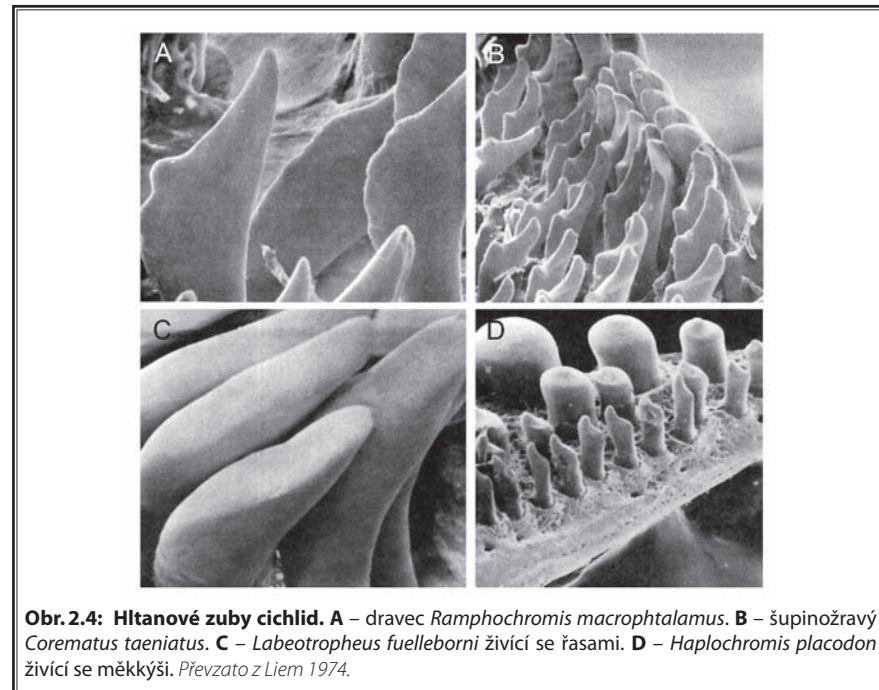 A
B
C
D
Obr. 2.4: Hltanové zuby cichlid. A – dravec Ramphochromis macrophtalamus. B – šupinožravý
Corematus taeniatus. C – Labeotropheus fuelleborni živící se řasami. D – Haplochromis placodon
živící se měkkýši. Převzato z Liem 1974.